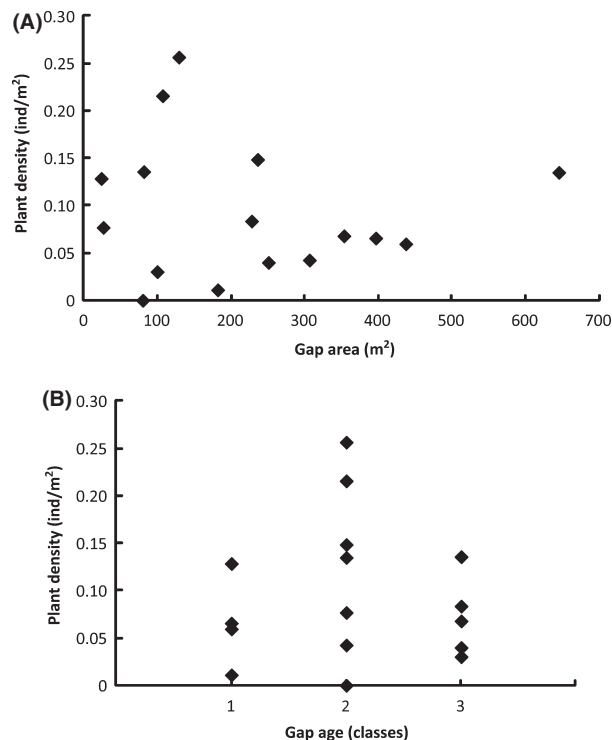 (A)
0.30
0.25
0.20
0.15
0.10
0.05
0
Plant density (ind/m²)
0 100 200 300 400 500 600 700
Gap area (m²)
(B)
0.30
0.25
0.20
0.15
0.10
0.05
0
Plant density (ind/m²)
1 2 3
Gap age (classes)